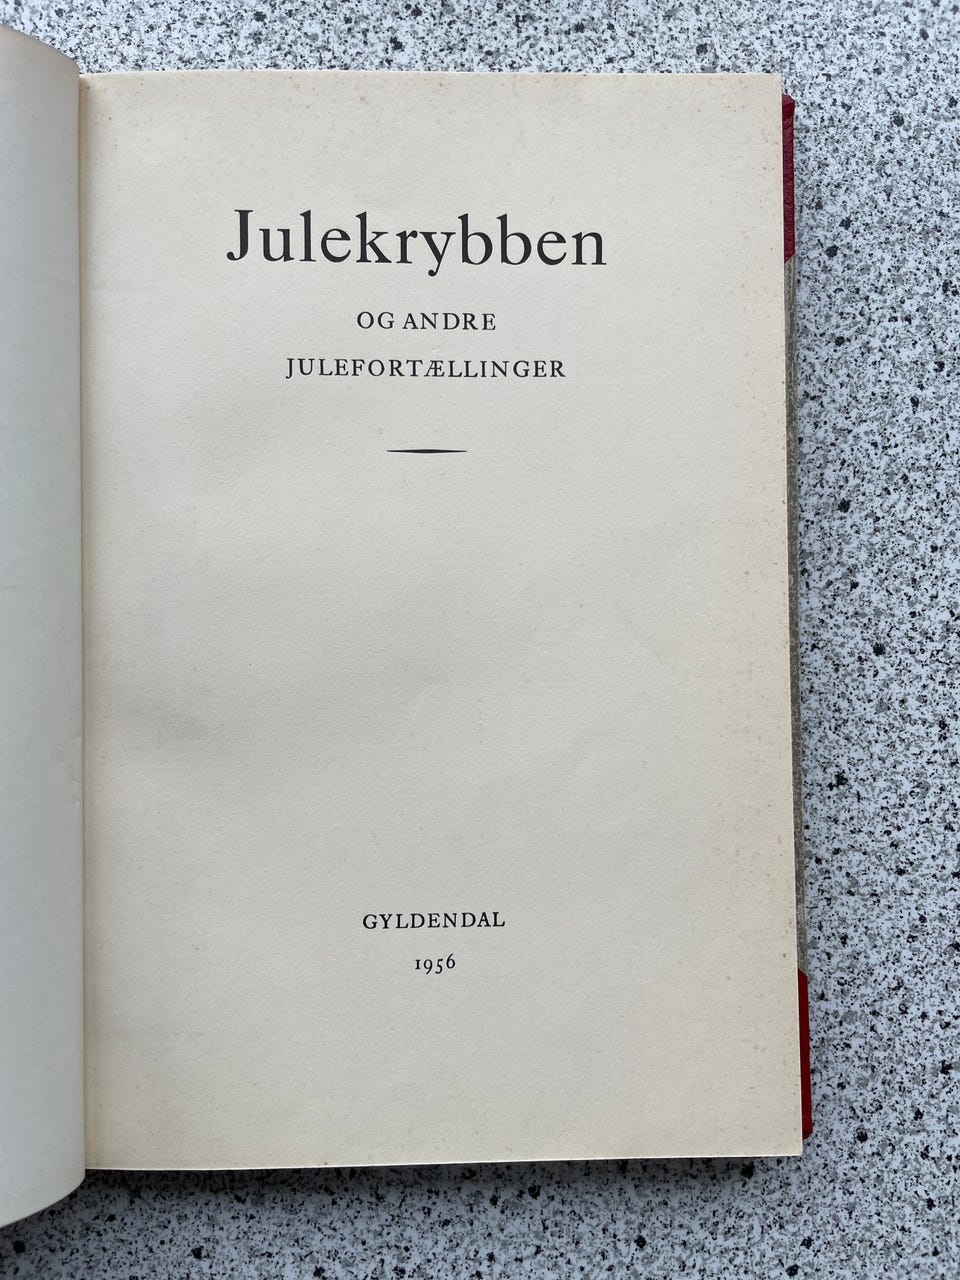 Julekrybben
OG ANDRE
JULEFORTÆLLINGER
GYLDENDAL
1956